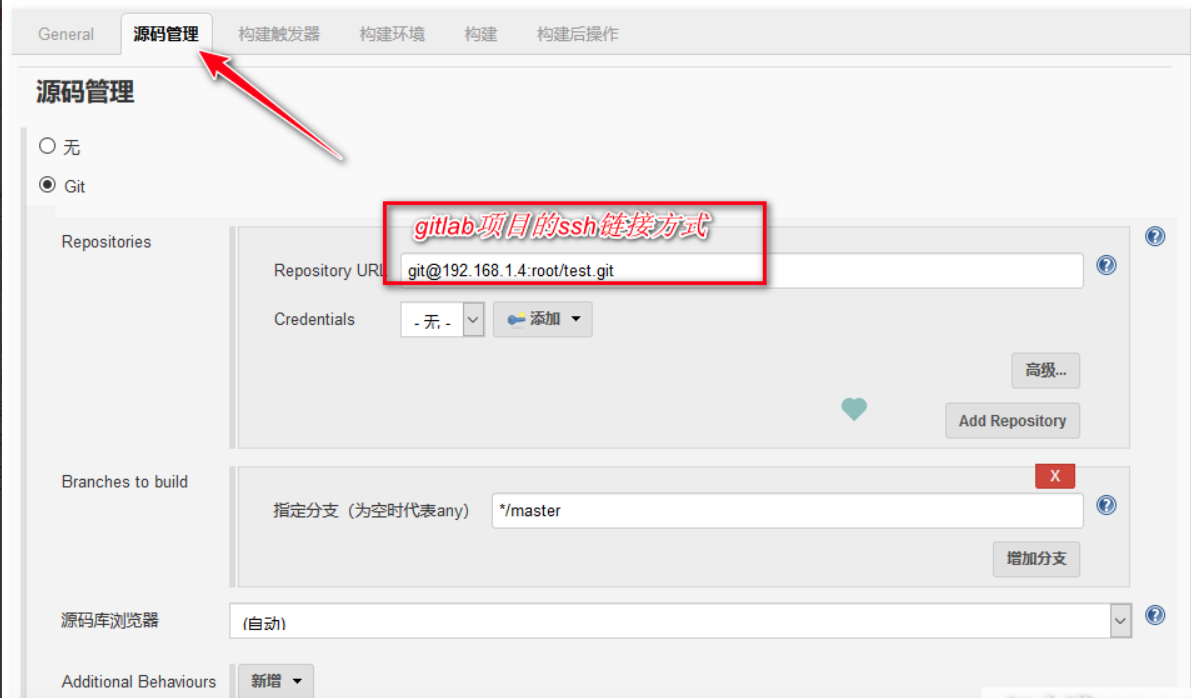 General 源码管理 构建触发器 构建环境 构建 构建后操作
源码管理
无
Git
gitlab项目的ssh链接方式
Repositories
Repository URL git@192.168.1.4:root/test.git
Credentials - 无 - 添加
高级...
Add Repository
Branches to build
X
指定分支（为空时代表any） */master
增加分支
源码库浏览器 (自动)
Additional Behaviours 新增